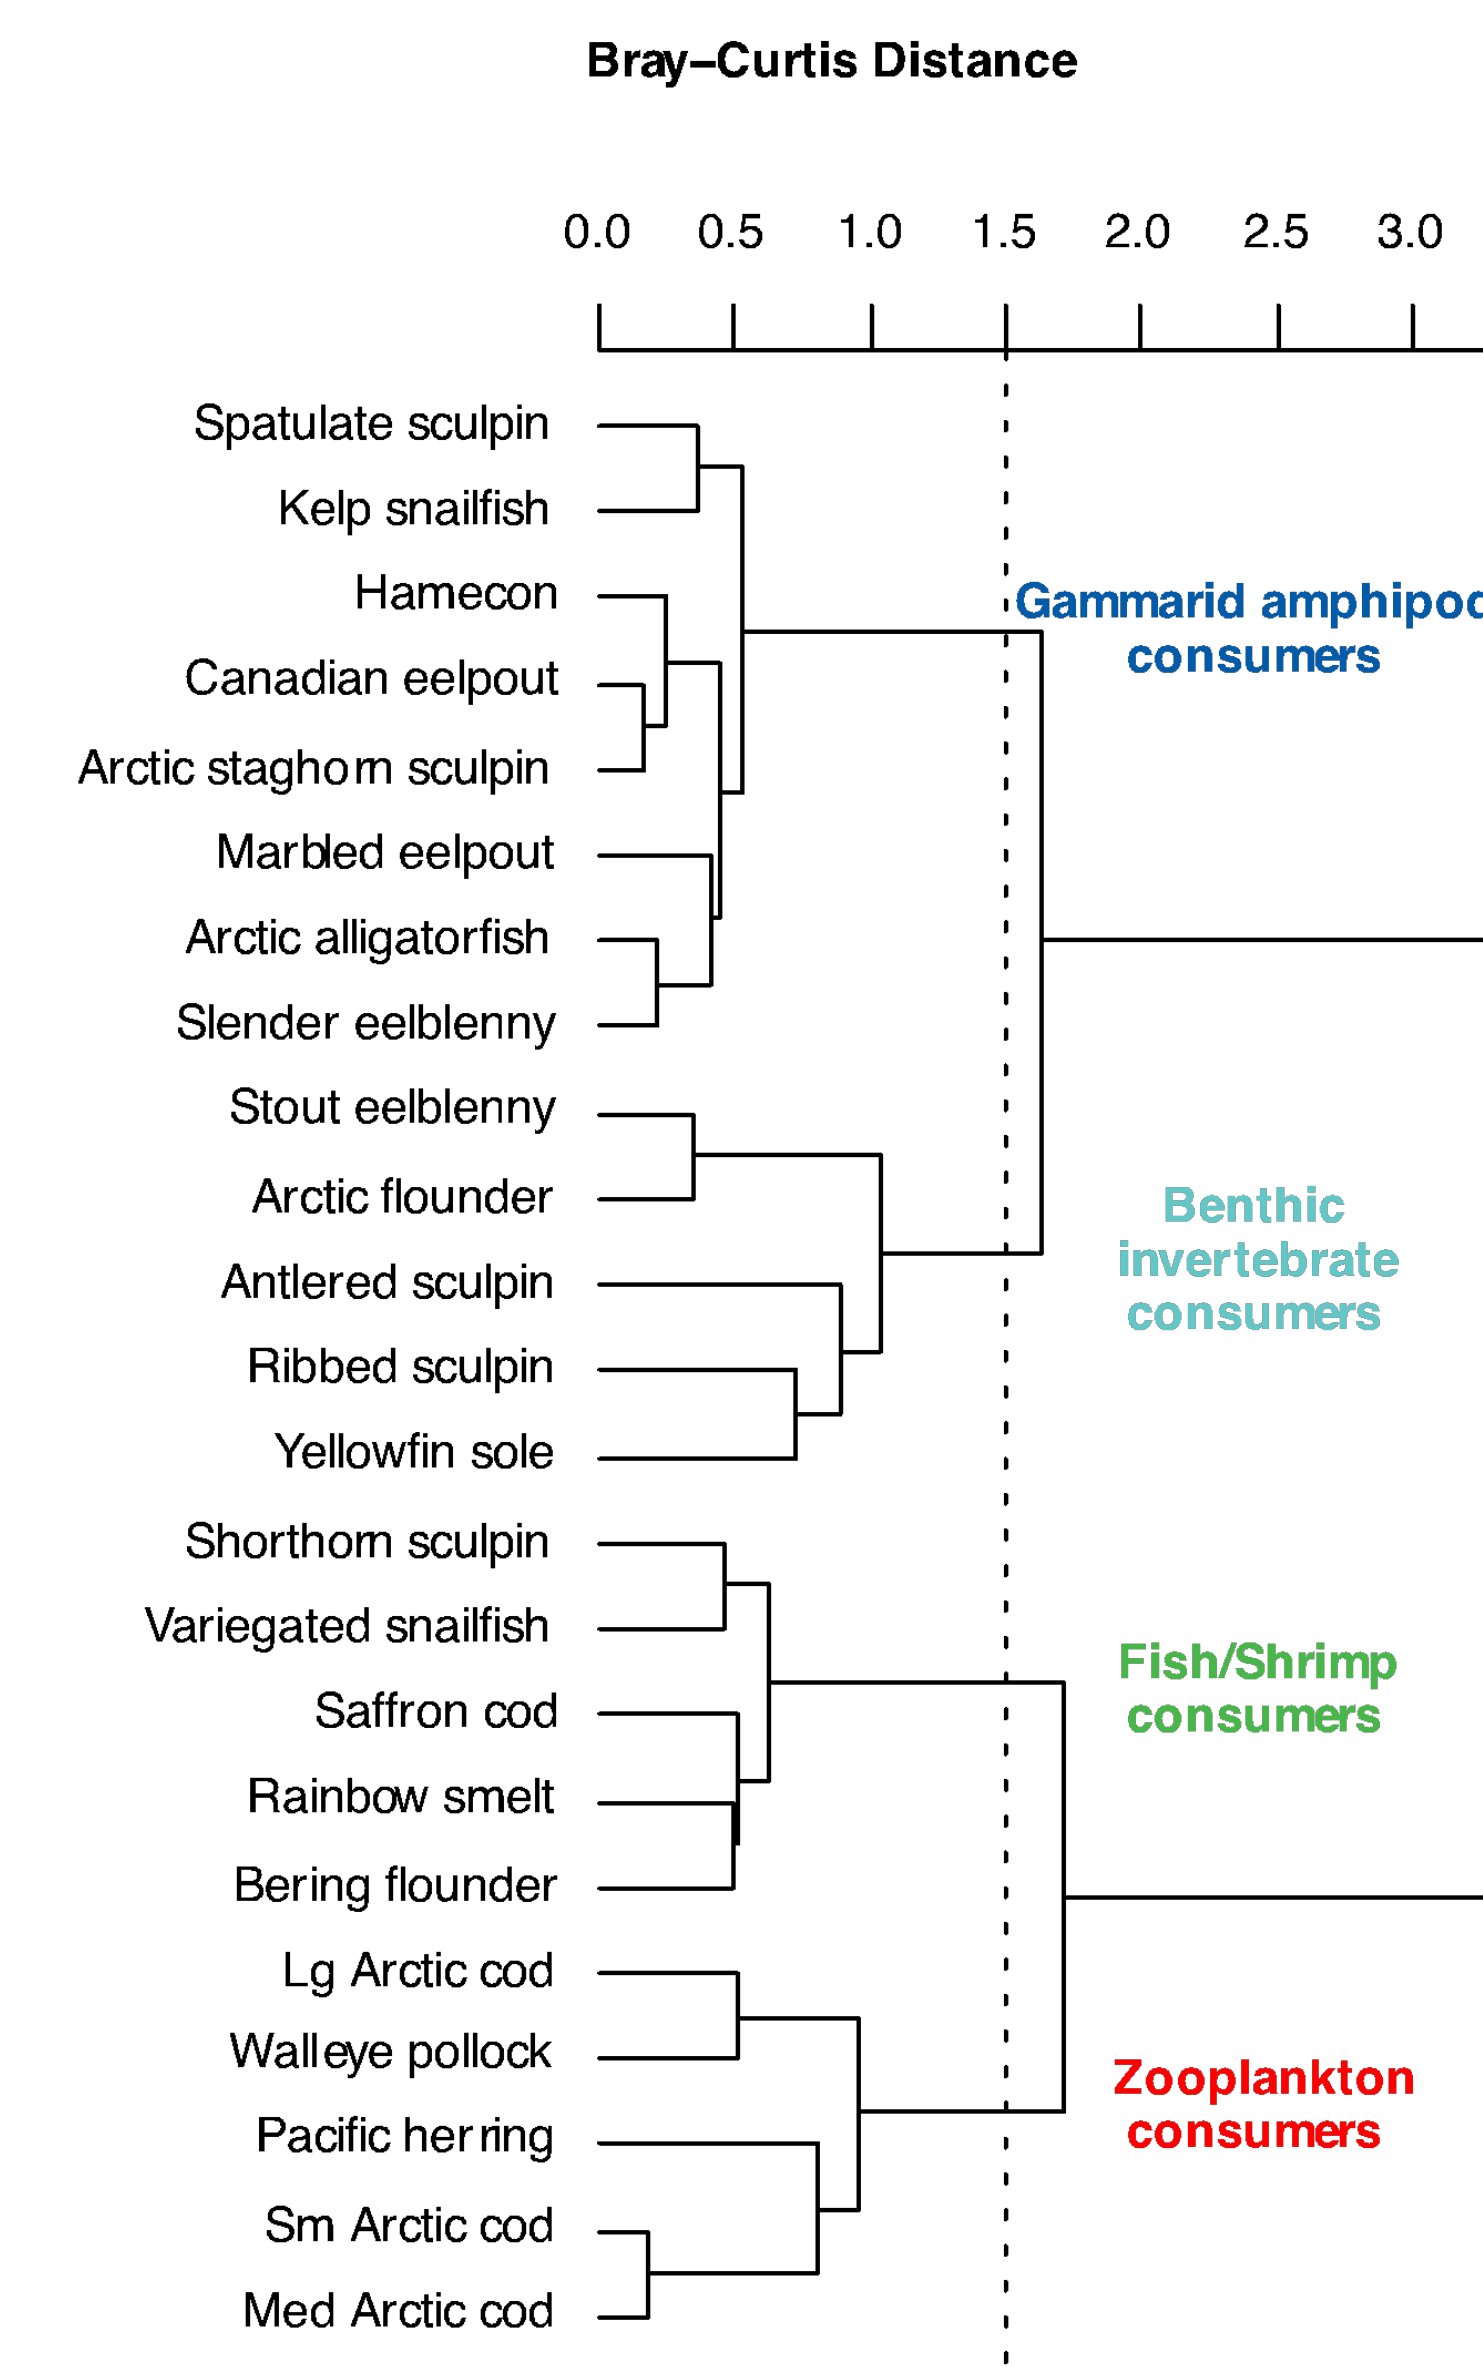 Bray–Curtis Distance
0.0 0.5 1.0 1.5 2.0 2.5 3.0
Spatulate sculpin
Kelp snailfish
Hamecon
Gammarid amphipod
consumers
Canadian eelpout
Arctic staghorn sculpin
Marbled eelpout
Arctic alligatorfish
Slender eelblenny
Stout eelblenny
Arctic flounder
Benthic
invertebrate
consumers
Antlered sculpin
Ribbed sculpin
Yellowfin sole
Shorthorn sculpin
Variegated snailfish
Fish/Shrimp
consumers
Saffron cod
Rainbow smelt
Bering flounder
Lg Arctic cod
Walleye pollock
Zooplankton
consumers
Pacific herring
Sm Arctic cod
Med Arctic cod